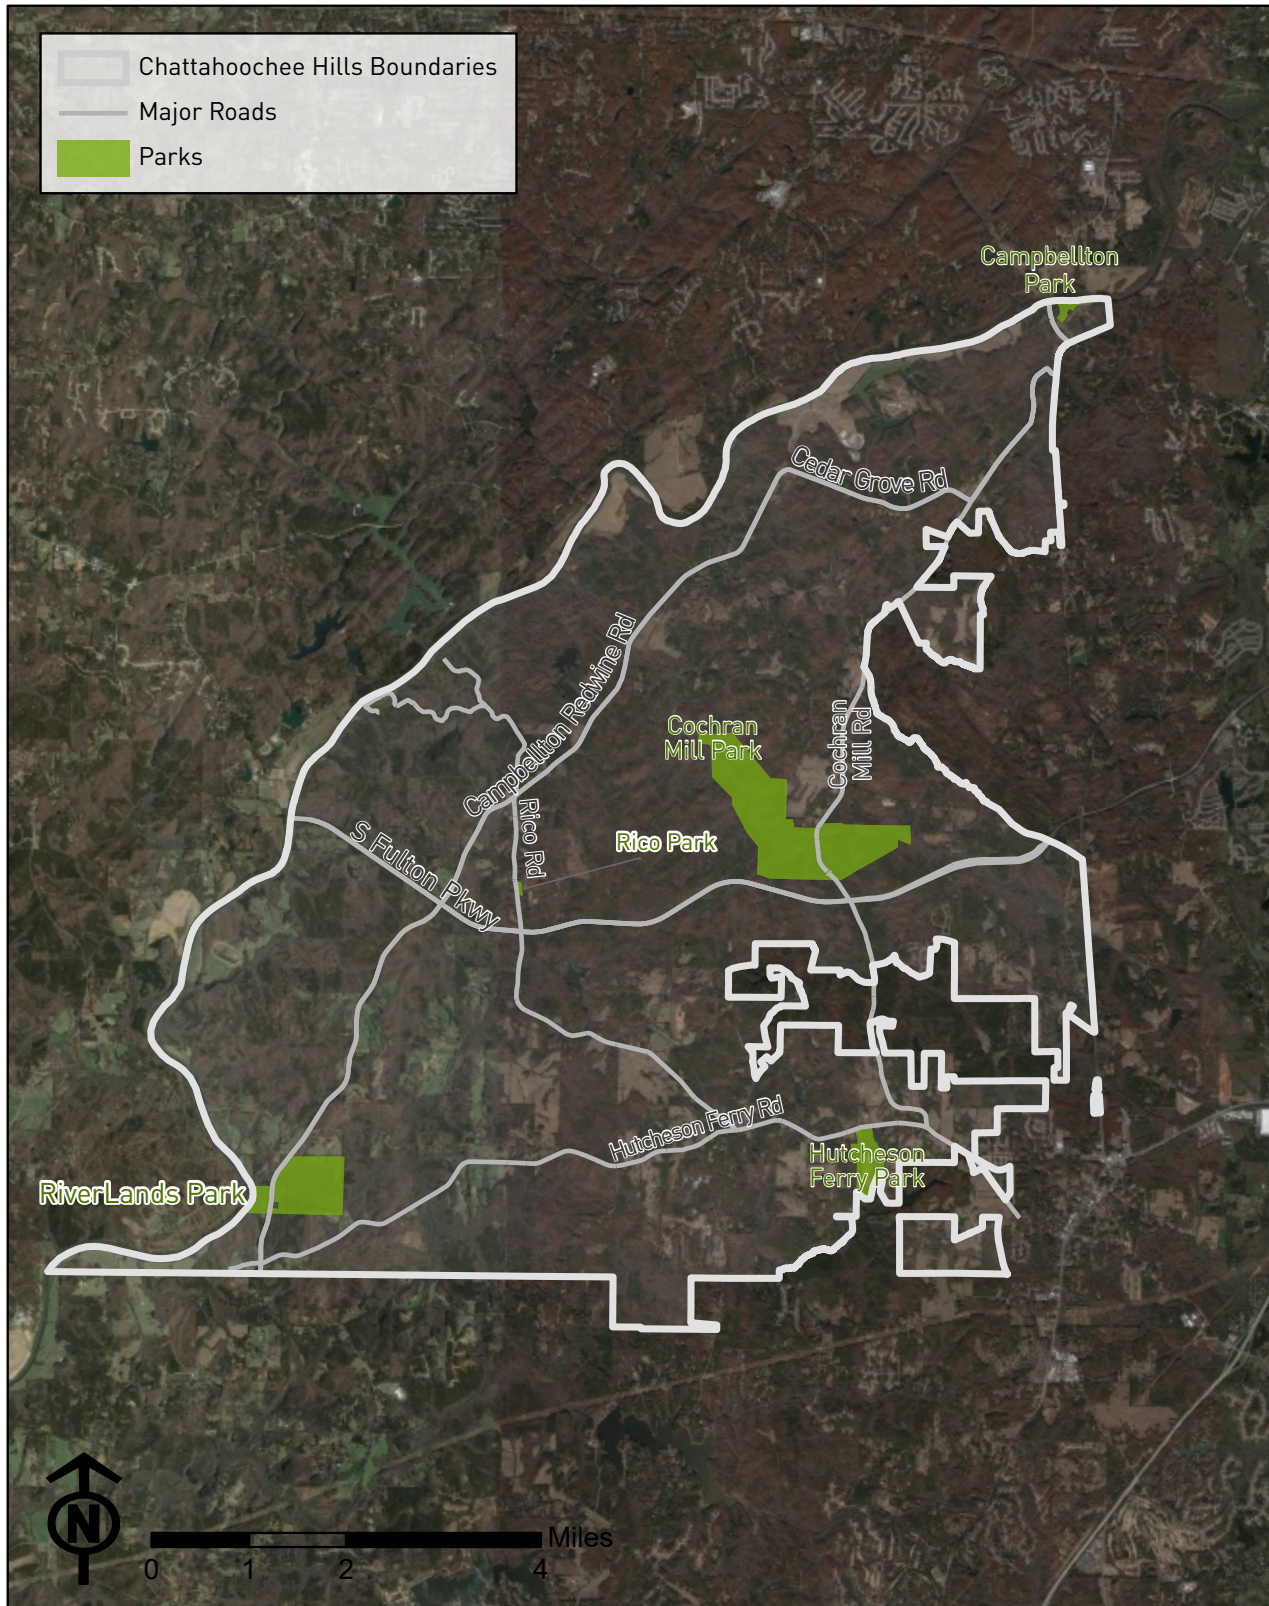 Chattahoochee Hills Boundaries
Major Roads
Parks
Campbellton
Park
Cedar Grove Rd
Campbellton Redwine Rd
Cochran
Mill Park
Cochran
Mill Rd
Rico Rd
Rico Park
S Fulton Pkwy
Hutcheson Ferry Rd
Hutcheson
Ferry Park
RiverLands Park
N
Miles
0 1 2 4